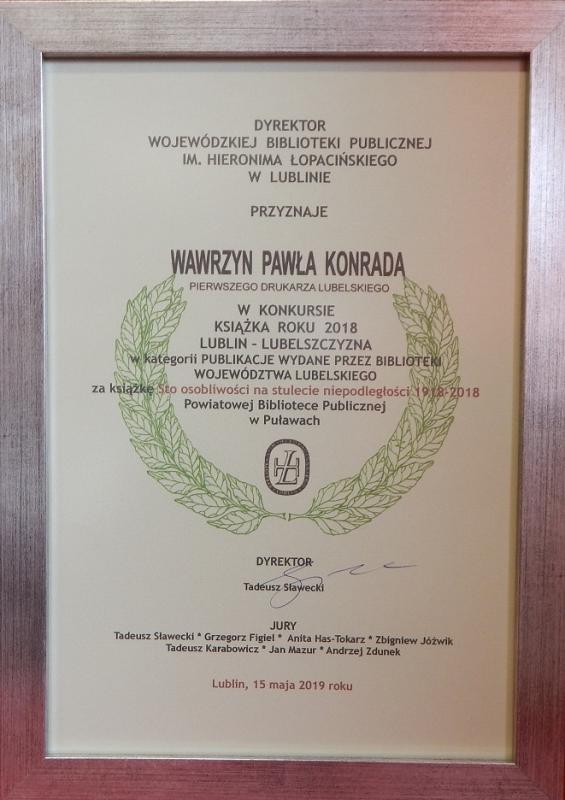 DYREKTOR
WOJEWÓDZKIEJ BIBLIOTEKI PUBLICZNEJ
IM. HIERONIMA ŁOPACIŃSKIEGO
W LUBLINIE
PRZYZNAJE
WAWRZYN PAWŁA KONRADA
PIERWSZEGO DRUKARZA LUBELSKIEGO
W KONKURSIE
KSIĄŻKA ROKU 2018
LUBLIN - LUBELSZCZYZNA
w kategorii PUBLIKACJE WYDANE PRZEZ BIBLIOTEKI
WOJEWÓDZTWA LUBELSKIEGO
za książkę Sto osobliwości na stulecie niepodległości 1918-2018
Powiatowej Bibliotece Publicznej
w Puławach
DYREKTOR
Tadeusz Sławecki
JURY
Tadeusz Sławecki * Grzegorz Figiel * Anita Has-Tokarz * Zbigniew Jóźwik
Tadeusz Karabowicz * Jan Mazur * Andrzej Zdunek
Lublin, 15 maja 2019 roku